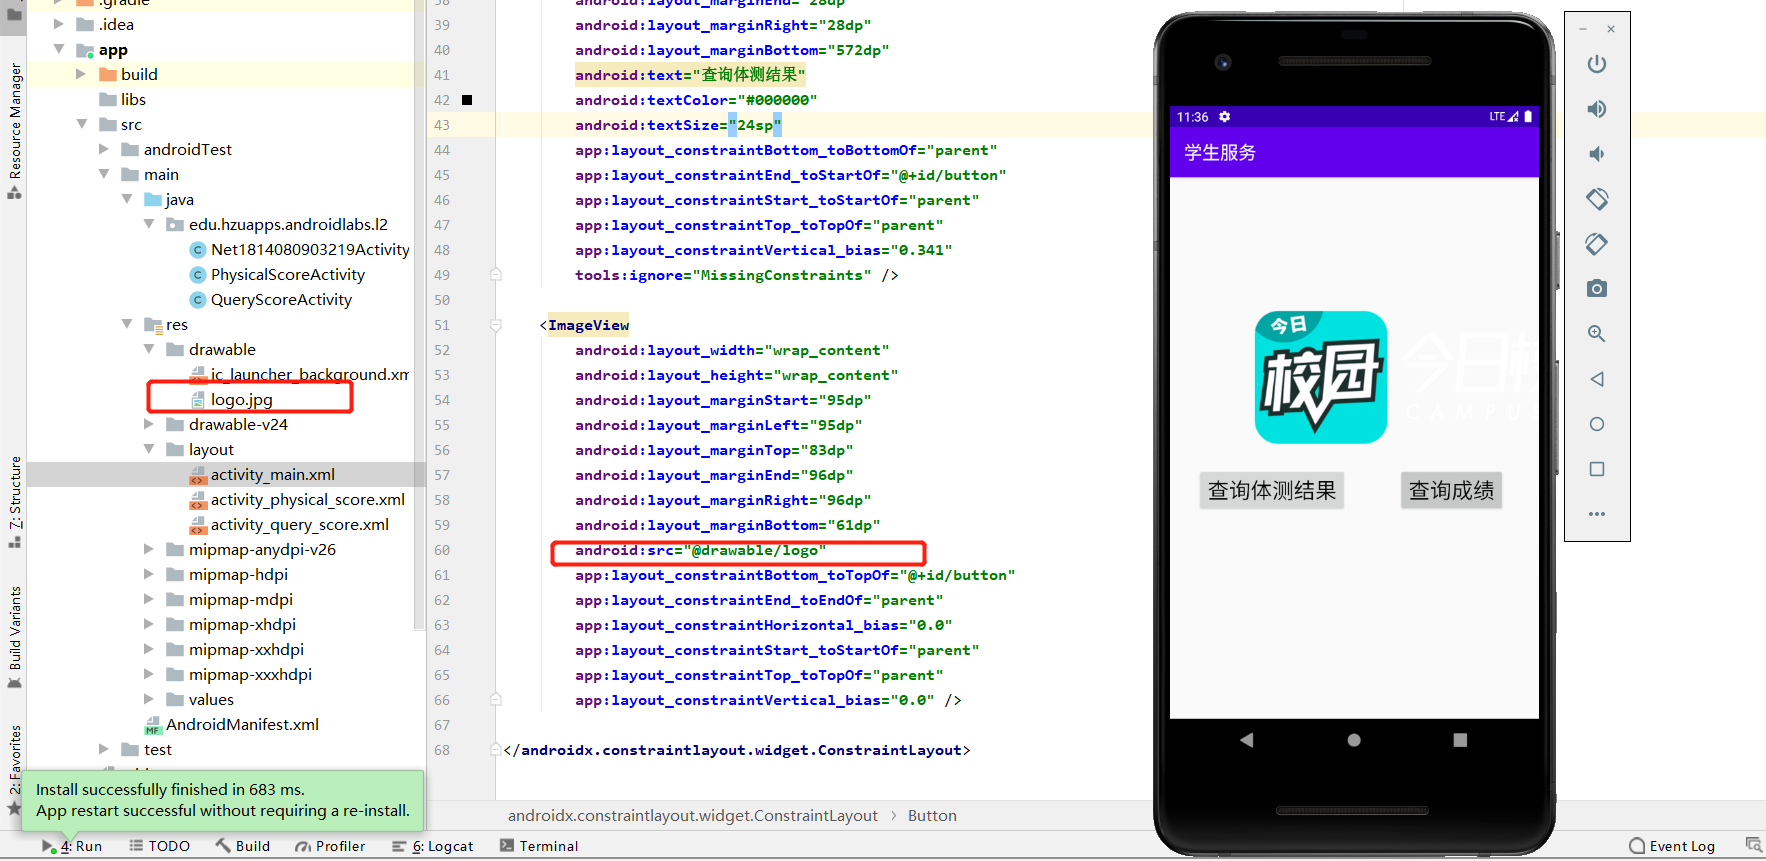 .gradle
.idea
app
build
libs
src
androidTest
main
java
edu.hzuapps.androidlabs.l2
Net1814080903219Activity
PhysicalScoreActivity
QueryScoreActivity
res
drawable
ic_launcher_background.xm
logo.jpg
drawable-v24
layout
activity_main.xml
activity_physical_score.xml
activity_query_score.xml
mipmap-anydpi-v26
mipmap-hdpi
mipmap-mdpi
mipmap-xhdpi
mipmap-xxhdpi
mipmap-xxxhdpi
values
AndroidManifest.xml
test
Resource Manager
7: Structure
Build Variants
2: Favorites
38 android:layout_marginEnd="28dp"
39 android:layout_marginRight="28dp"
40 android:layout_marginBottom="572dp"
41 android:text="查询体测结果"
42 android:textColor="#000000"
43 android:textSize="24sp"
44 app:layout_constraintBottom_toBottomOf="parent"
45 app:layout_constraintEnd_toStartOf="@+id/button"
46 app:layout_constraintStart_toStartOf="parent"
47 app:layout_constraintTop_toTopOf="parent"
48 app:layout_constraintVertical_bias="0.341"
49 tools:ignore="MissingConstraints" />
50
51 <ImageView
52 android:layout_width="wrap_content"
53 android:layout_height="wrap_content"
54 android:layout_marginStart="95dp"
55 android:layout_marginLeft="95dp"
56 android:layout_marginTop="83dp"
57 android:layout_marginEnd="96dp"
58 android:layout_marginRight="96dp"
59 android:layout_marginBottom="61dp"
60 android:src="@drawable/logo"
61 app:layout_constraintBottom_toTopOf="@+id/button"
62 app:layout_constraintEnd_toEndOf="parent"
63 app:layout_constraintHorizontal_bias="0.0"
64 app:layout_constraintStart_toStartOf="parent"
65 app:layout_constraintTop_toTopOf="parent"
66 app:layout_constraintVertical_bias="0.0" />
67
68 </androidx.constraintlayout.widget.ConstraintLayout>
11:36 LTE
学生服务
今日
校园
今日校
CAMPUS
查询体测结果 查询成绩
Install successfully finished in 683 ms.
App restart successful without requiring a re-install.
androidx.constraintlayout.widget.ConstraintLayout › Button
4: Run TODO Build Profiler 6: Logcat Terminal Event Log